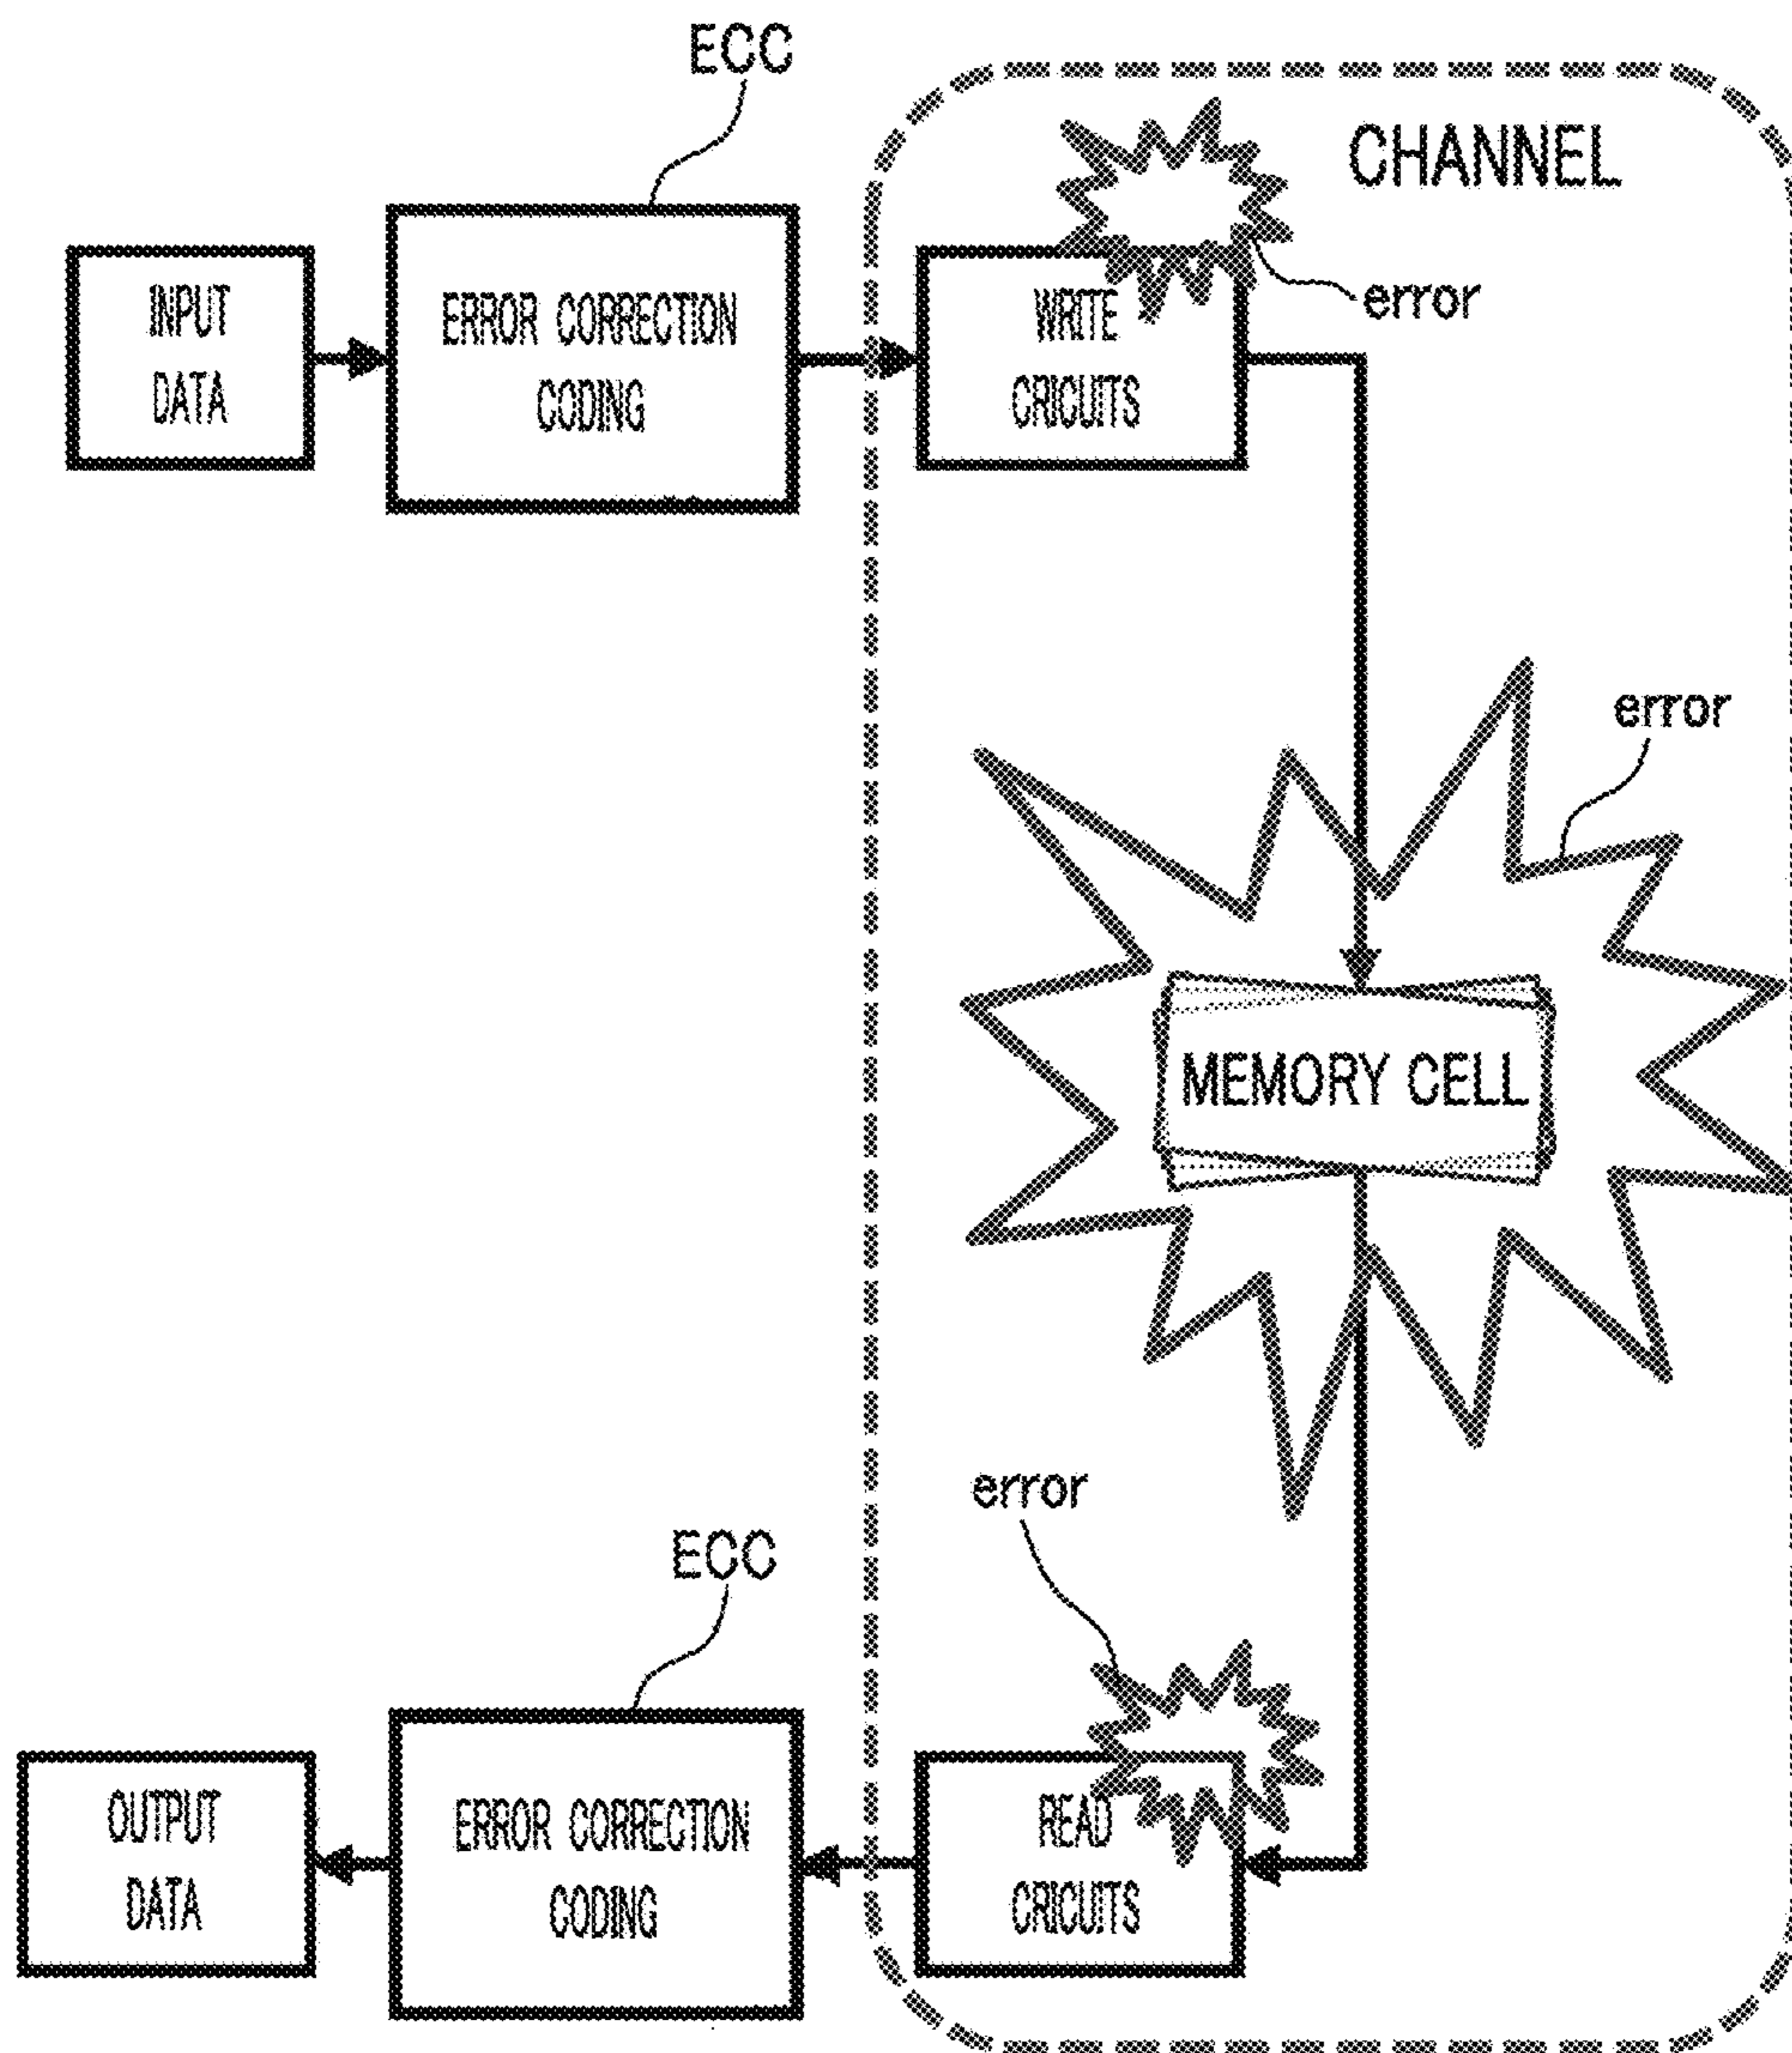 ECC
CHANNEL
INPUT
DATA
ERROR CORRECTION
CODING
WRITE
CRICUITS
error
error
MEMORY CELL
error
ECC
OUTPUT
DATA
ERROR CORRECTION
CODING
READ
CRICUITS